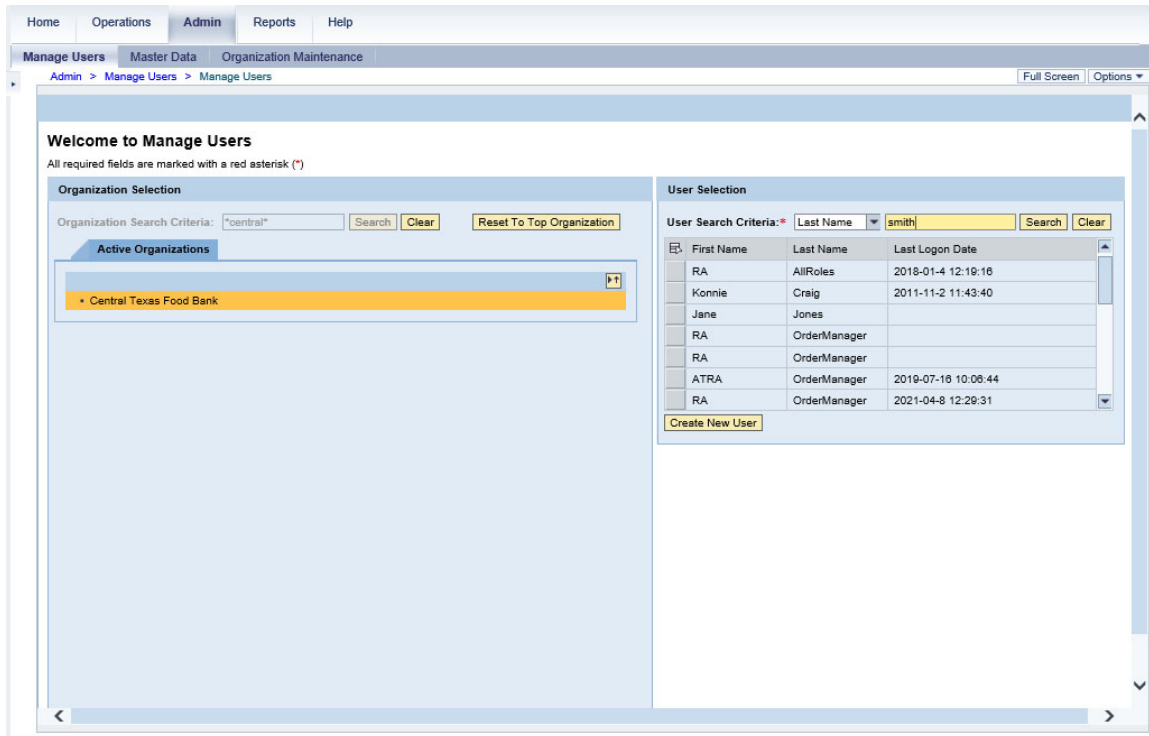 Home Operations Admin Reports Help
Manage Users Master Data Organization Maintenance
Admin > Manage Users > Manage Users Full Screen Options
Welcome to Manage Users
All required fields are marked with a red asterisk (*)
Organization Selection
Organization Search Criteria: *central* Search Clear Reset To Top Organization
Active Organizations
• Central Texas Food Bank
User Selection
User Search Criteria:* Last Name smith Search Clear
First Name Last Name Last Logon Date
RA AllRoles 2018-01-4 12:19:16
Konnie Craig 2011-11-2 11:43:40
Jane Jones
RA OrderManager
RA OrderManager
ATRA OrderManager 2019-07-16 10:06:44
RA OrderManager 2021-04-8 12:29:31
Create New User